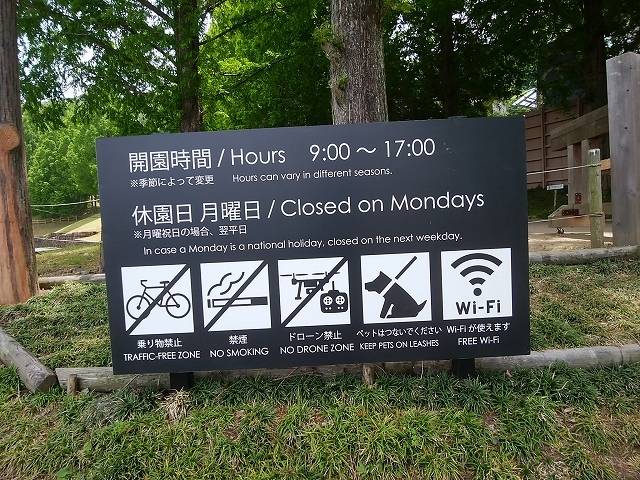 開園時間 / Hours 9:00 ～ 17:00
※季節によって変更 Hours can vary in different seasons.
休園日 月曜日 / Closed on Mondays
※月曜祝日の場合、翌平日
In case a Monday is a national holiday, closed on the next weekday.
Wi-Fi
乗り物禁止 禁煙 ドローン禁止 ペットはつないでください Wi-Fi が使えます
TRAFFIC-FREE ZONE NO SMOKING NO DRONE ZONE KEEP PETS ON LEASHES FREE Wi-Fi